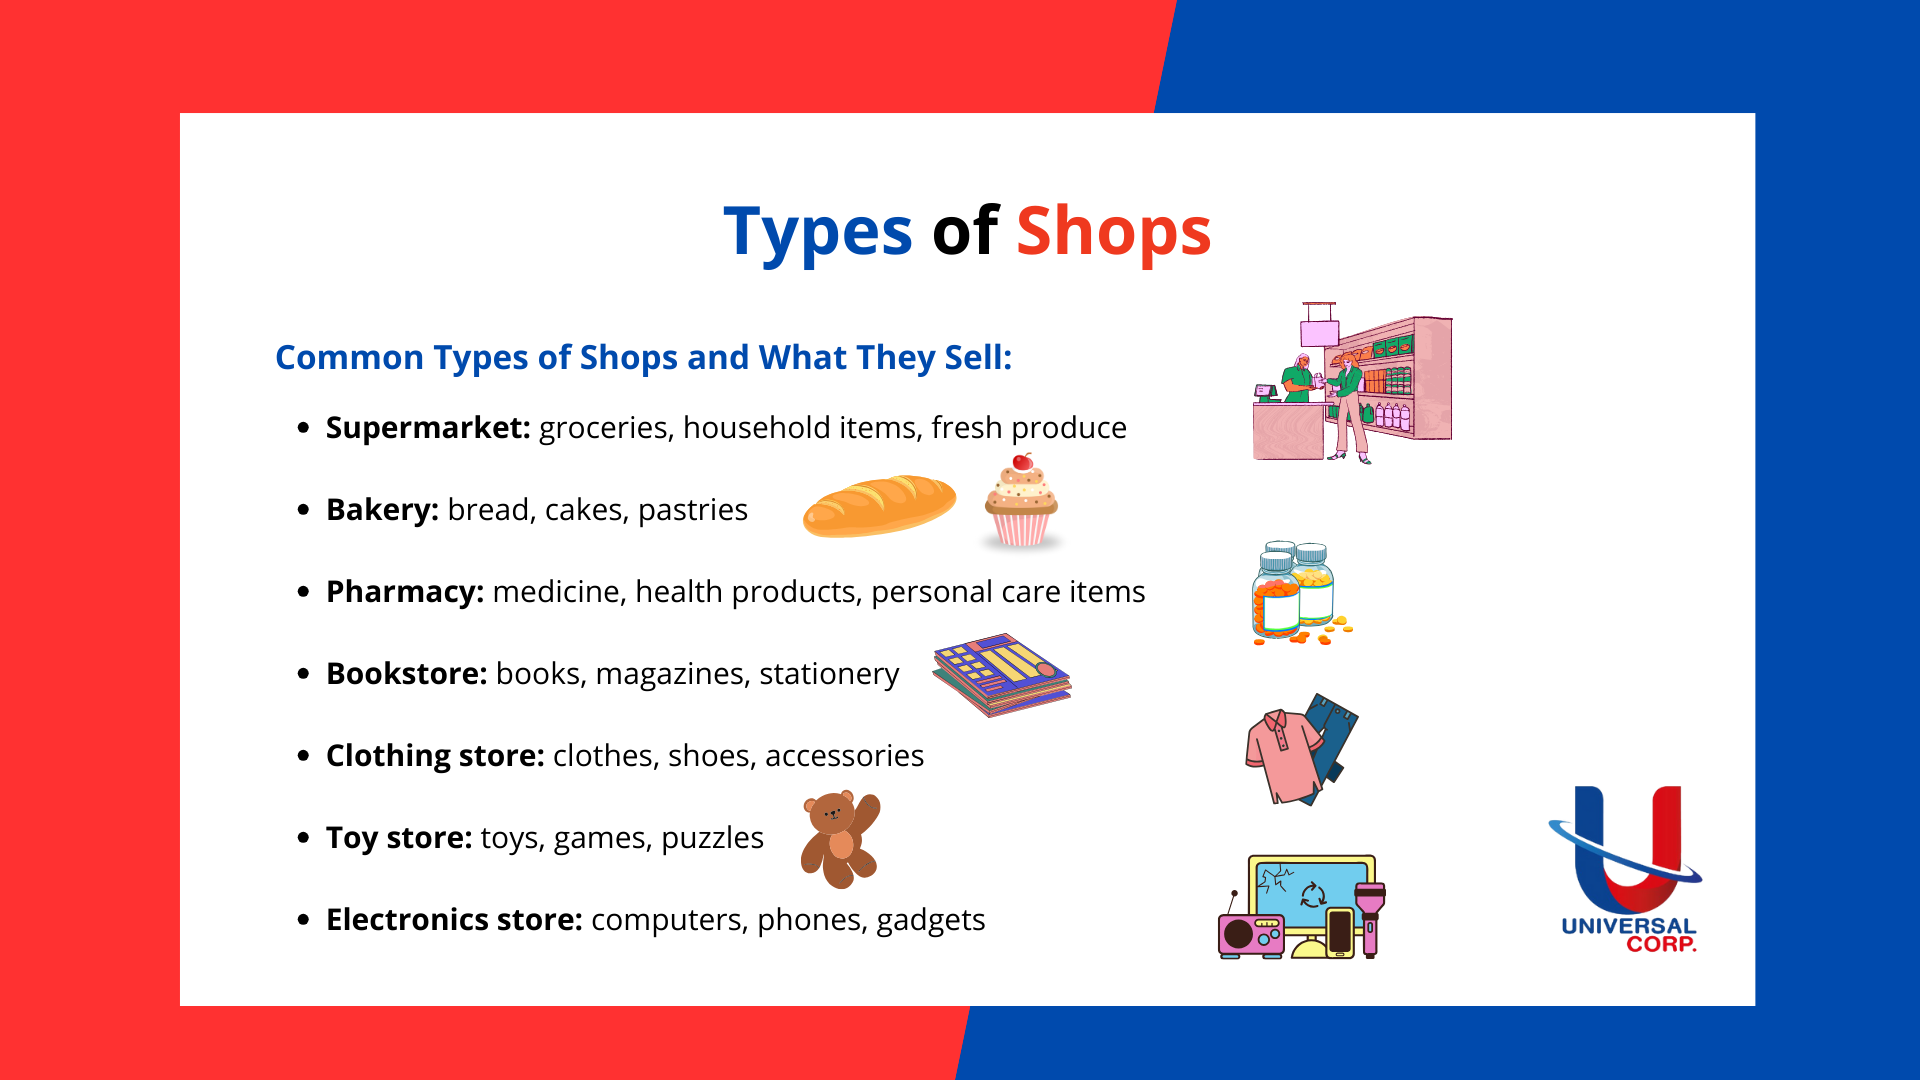 Types of Shops
Common Types of Shops and What They Sell:
Supermarket: groceries, household items, fresh produce
Bakery: bread, cakes, pastries
Pharmacy: medicine, health products, personal care items
Bookstore: books, magazines, stationery
Clothing store: clothes, shoes, accessories
Toy store: toys, games, puzzles
Electronics store: computers, phones, gadgets
U
UNIVERSAL
CORP.